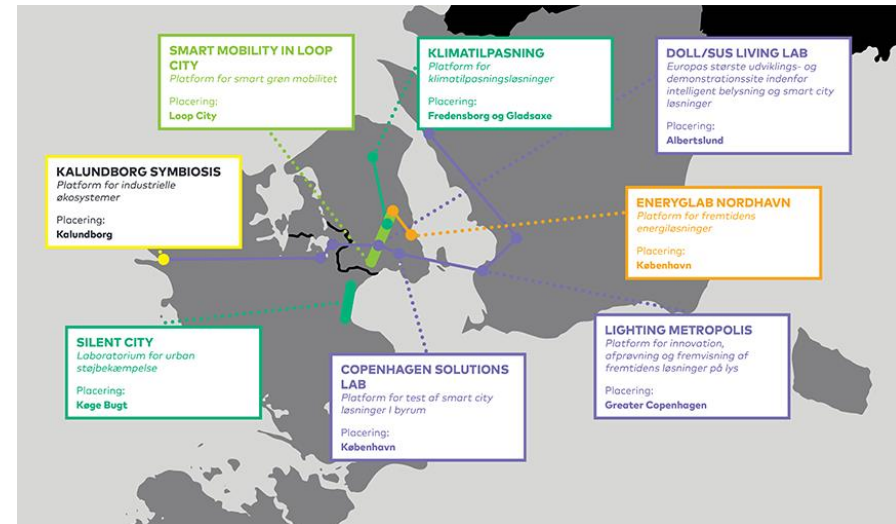 SMART MOBILITY IN LOOP
CITY
Platform for smart grøn mobilitet
Placering:
Loop City
KLIMATILPASNING
Platform for
klimatilpasningsløsninger
Placering:
Fredensborg og Gladsaxe
DOLL/SUS LIVING LAB
Europas største udviklings- og
demonstrationssite indenfor
intelligent belysning og smart city
løsninger
Placering:
Albertslund
KALUNDBORG SYMBIOSIS
Platform for industrielle
økosystemer
Placering:
Kalundborg
ENERYGLAB NORDHAVN
Platform for fremtidens
energiløsninger
Placering:
København
SILENT CITY
Laboratorium for urban
støjbekæmpelse
Placering:
Køge Bugt
COPENHAGEN SOLUTIONS
LAB
Platform for test af smart city
løsninger I byrum
Placering:
København
LIGHTING METROPOLIS
Platform for innovation,
afprøvning og fremvisning af
fremtidens løsninger på lys
Placering:
Greater Copenhagen